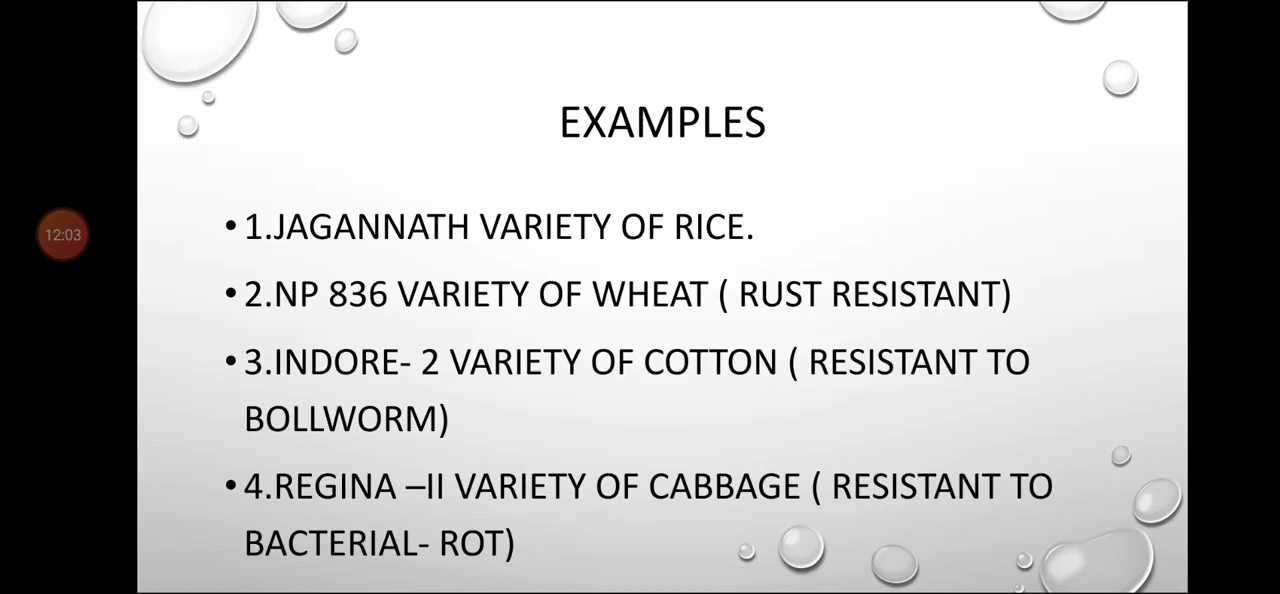 EXAMPLES
12:03
• 1.JAGANNATH VARIETY OF RICE.
• 2.NP 836 VARIETY OF WHEAT ( RUST RESISTANT)
• 3.INDORE- 2 VARIETY OF COTTON ( RESISTANT TO
BOLLWORM)
• 4.REGINA –II VARIETY OF CABBAGE ( RESISTANT TO
BACTERIAL- ROT)